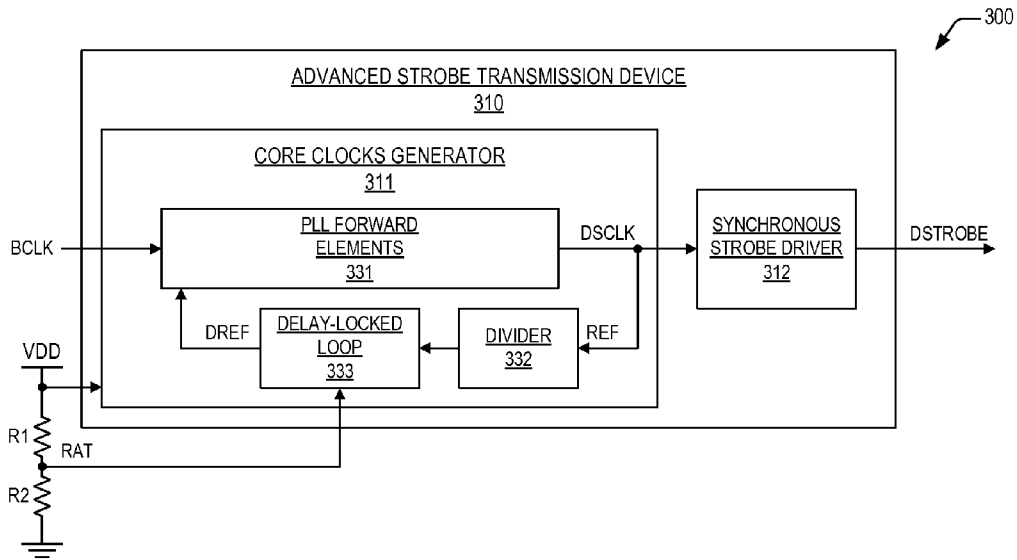 300
ADVANCED STROBE TRANSMISSION DEVICE
310
CORE CLOCKS GENERATOR
311
BCLK
PLL FORWARD
ELEMENTS
331
DSCLK
SYNCHRONOUS
STROBE DRIVER
312
DSTROBE
DREF
DELAY-LOCKED
LOOP
333
DIVIDER
332
REF
VDD
R1
RAT
R2